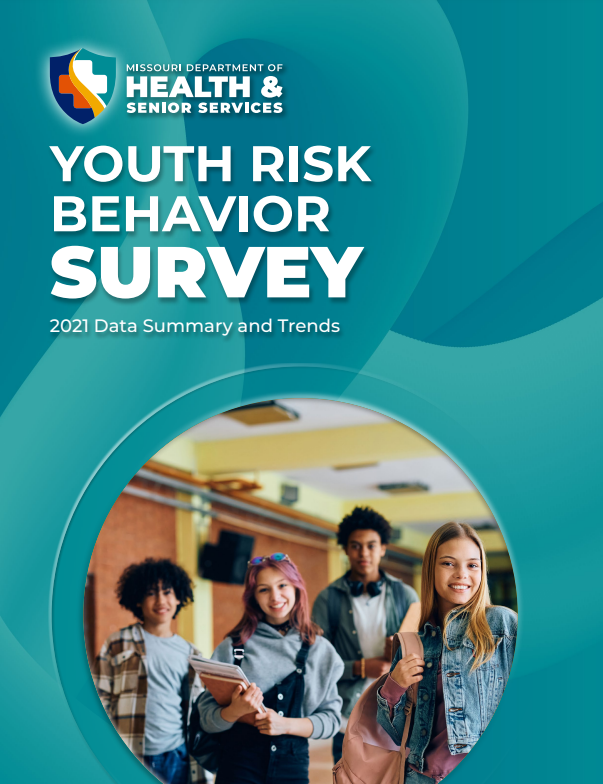 MISSOURI DEPARTMENT OF
HEALTH &
SENIOR SERVICES
YOUTH RISK
BEHAVIOR
SURVEY
2021 Data Summary and Trends